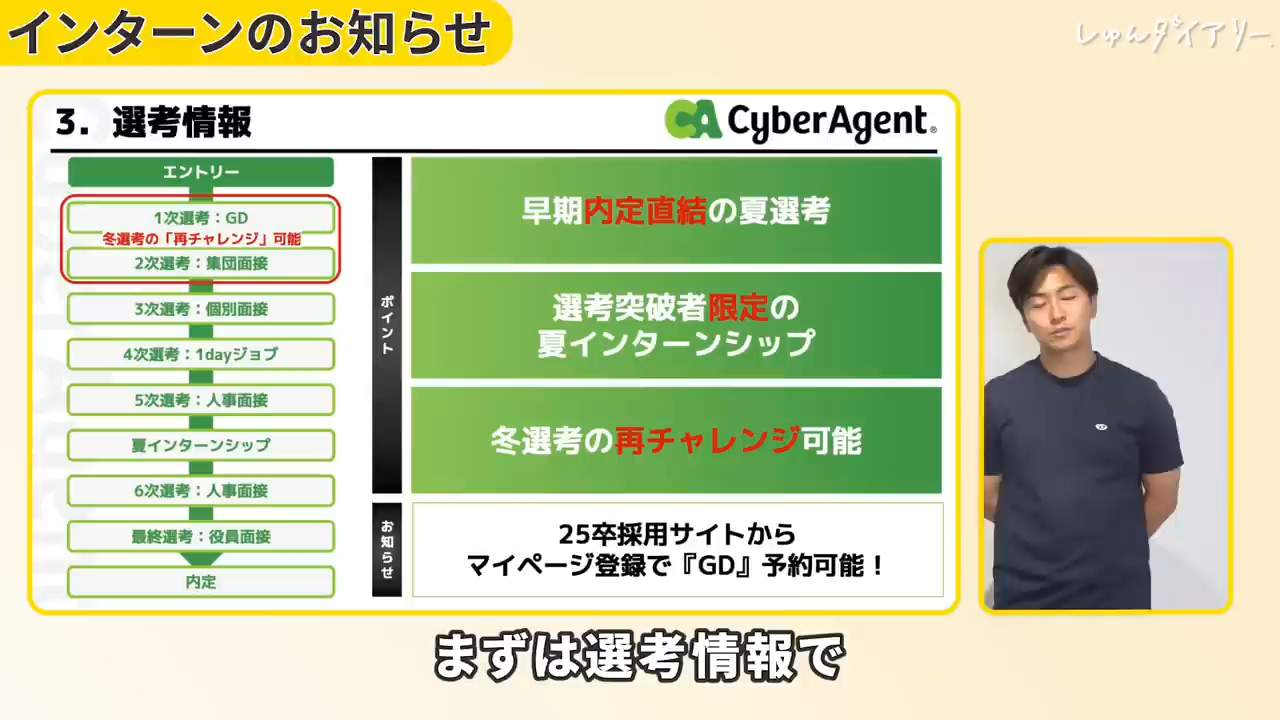 インターンのお知らせ
しゅんダイアリー
3. 選考情報
CA CyberAgent®
エントリー
1次選考：GD
冬選考の「再チャレンジ」可能
2次選考：集団面接
3次選考：個別面接
4次選考：1dayジョブ
5次選考：人事面接
夏インターンシップ
6次選考：人事面接
最終選考：役員面接
内定
ポイント
早期内定直結の夏選考
選考突破者限定の
夏インターンシップ
冬選考の再チャレンジ可能
お知らせ
25卒採用サイトから
マイページ登録で『GD』予約可能！
まずは選考情報で